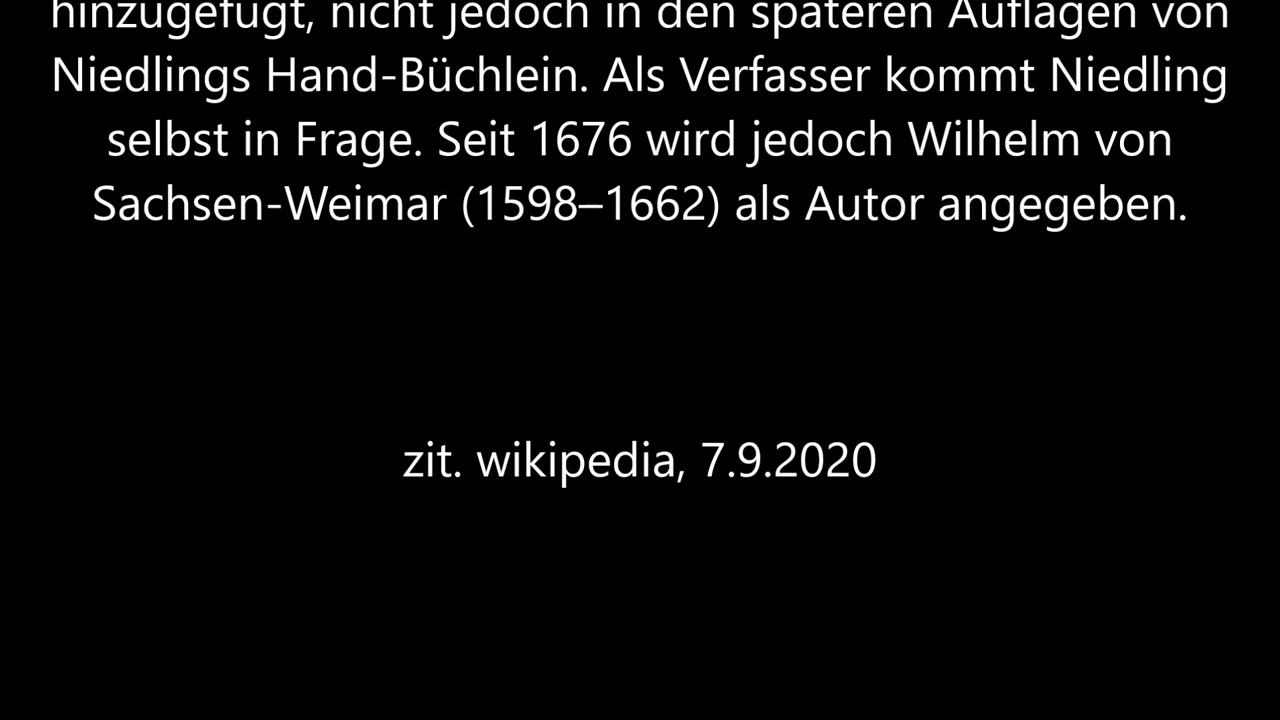 hinzugefügt, nicht jedoch in den späteren Auflagen von
Niedlings Hand-Büchlein. Als Verfasser kommt Niedling
selbst in Frage. Seit 1676 wird jedoch Wilhelm von
Sachsen-Weimar (1598–1662) als Autor angegeben.
zit. wikipedia, 7.9.2020